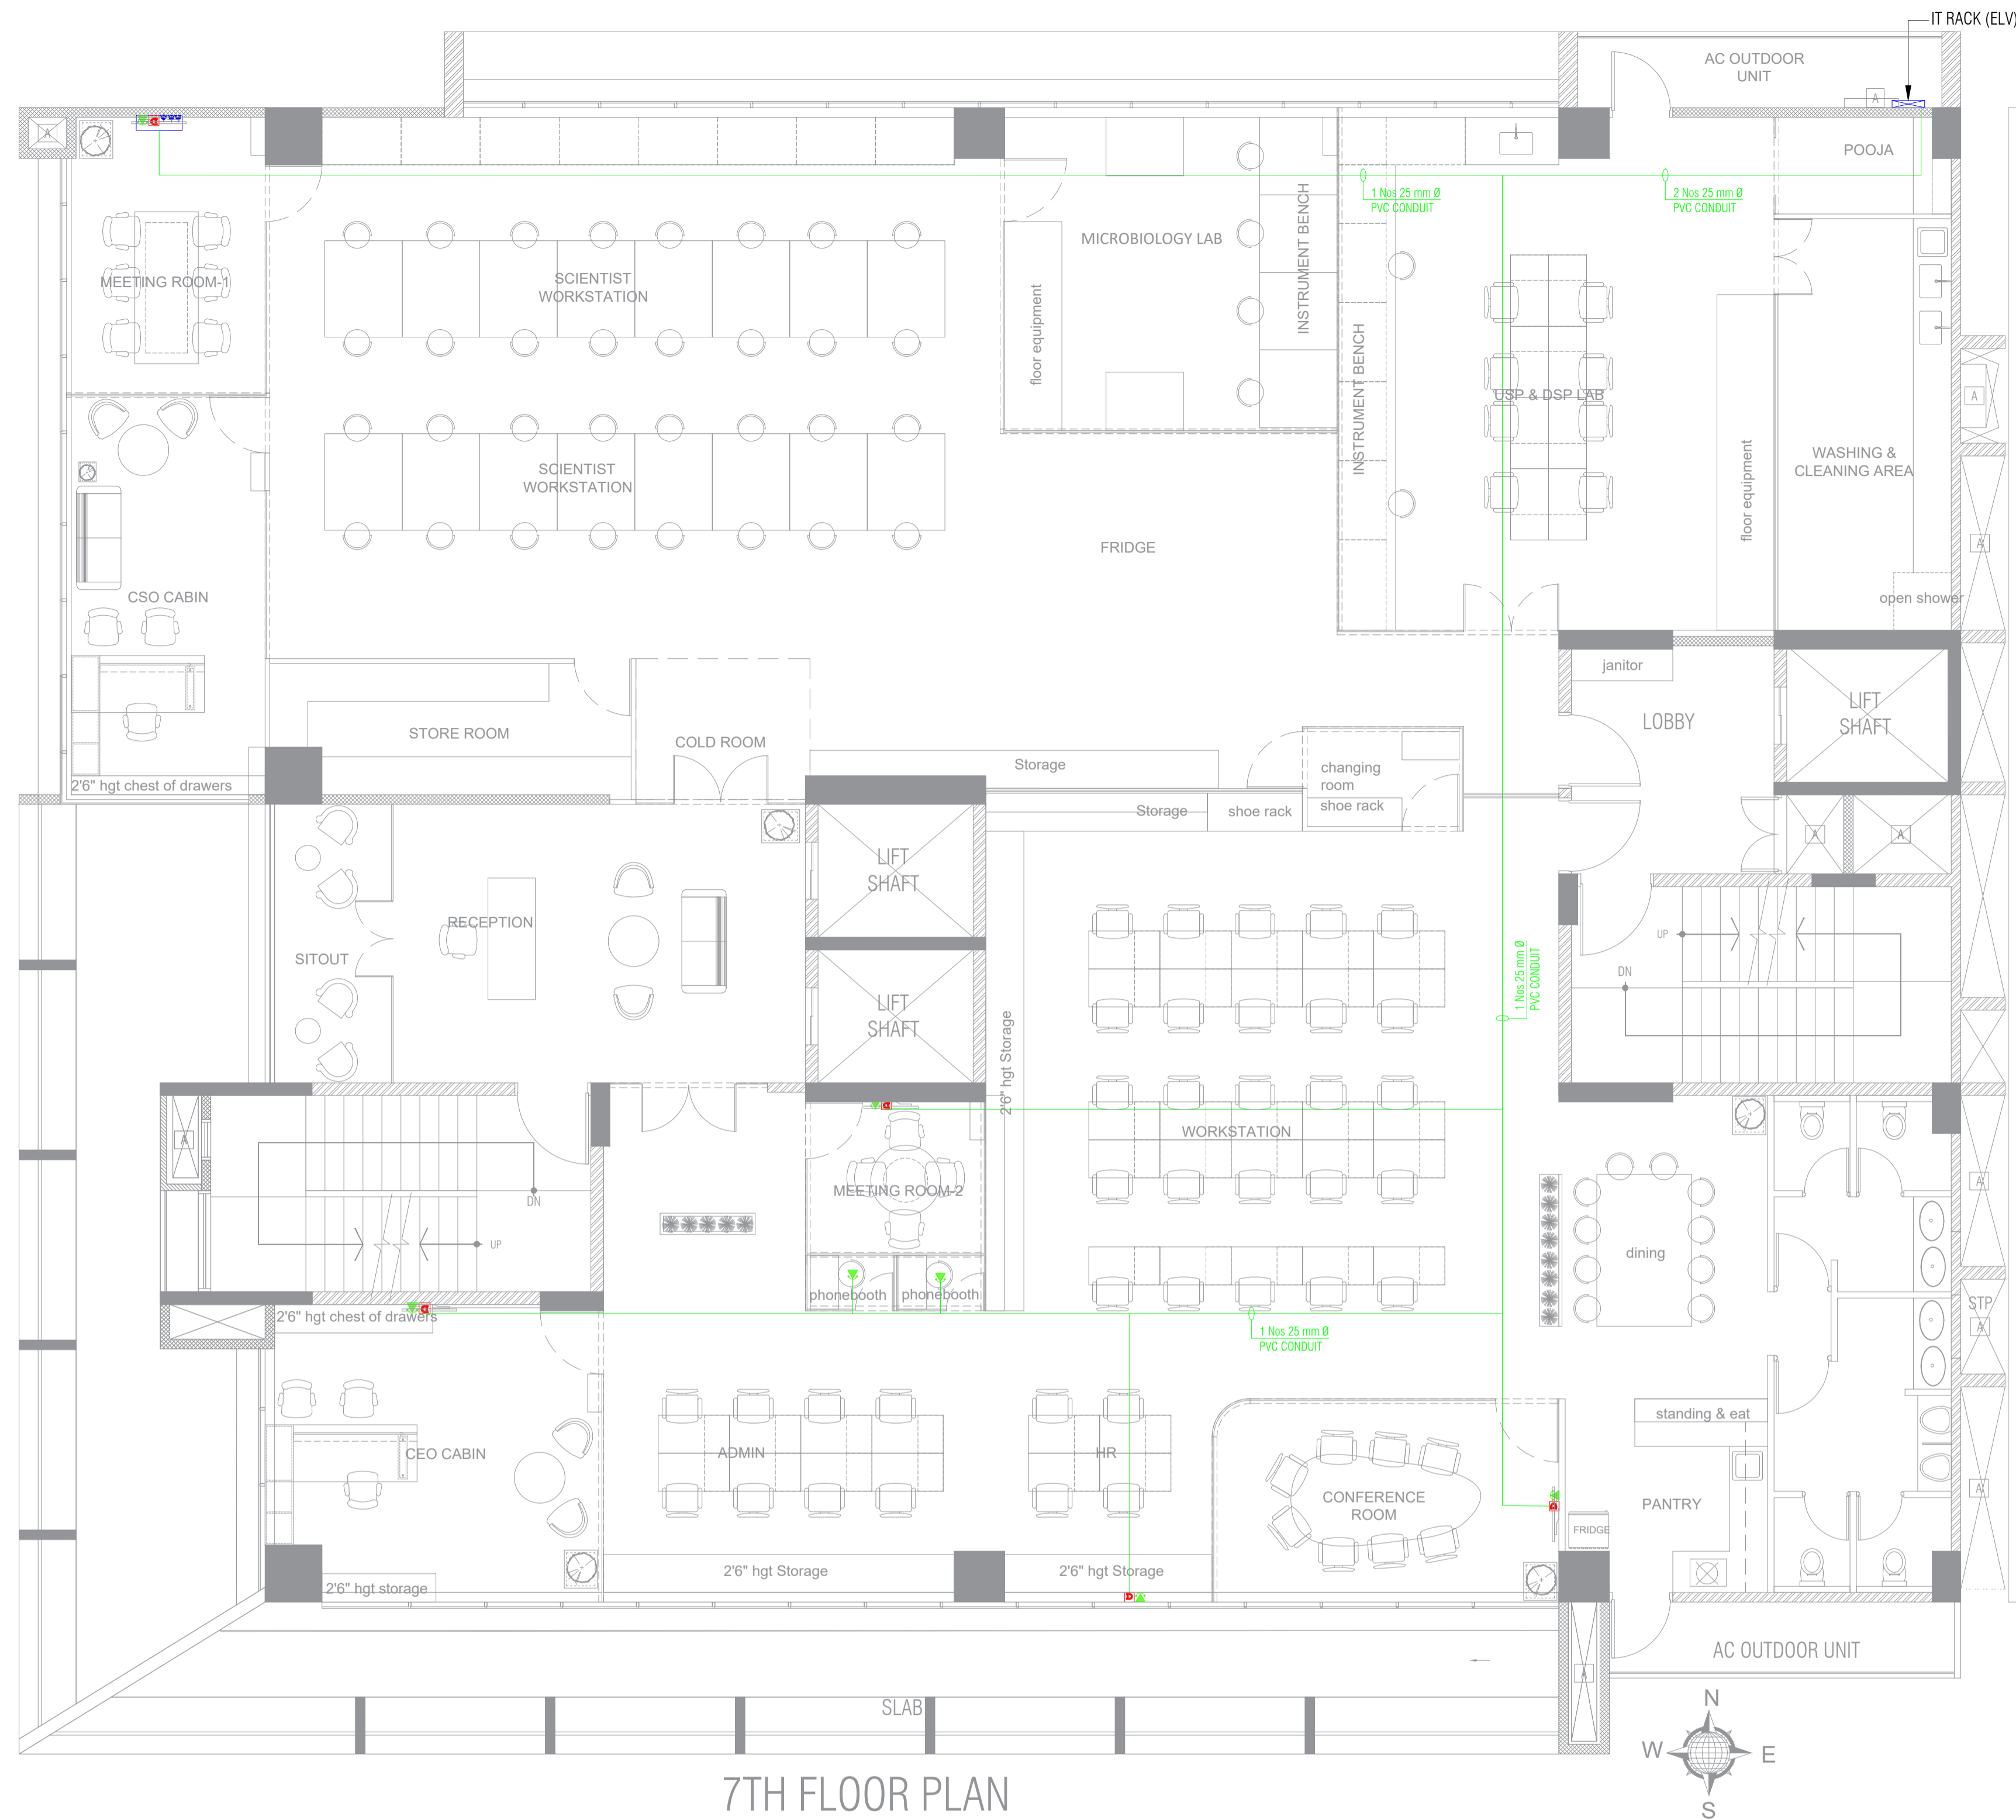 IT RACK (ELV)
AC OUTDOOR
UNIT
A
A
POOJA
1 Nos 25 mm Ø
PVC CONDUIT
2 Nos 25 mm Ø
PVC CONDUIT
MICROBIOLOGY LAB
INSTRUMENT BENCH
MEETING ROOM-1
SCIENTIST
WORKSTATION
floor equipment
INSTRUMENT BENCH
USP & DSP LAB
A
WASHING &
CLEANING AREA
floor equipment
SCIENTIST
WORKSTATION
FRIDGE
A
CSO CABIN
open shower
janitor
LIFT
SHAFT
LOBBY
STORE ROOM
COLD ROOM
Storage
changing
room
shoe rack
2'6" hgt chest of drawers
Storage
shoe rack
A
A
LIFT
SHAFT
RECEPTION
SITOUT
UP
DN
1 Nos 25 mm Ø
PVC CONDUIT
LIFT
SHAFT
2'6" hgt Storage
A
WORKSTATION
MEETING ROOM-2
A
DN
UP
dining
phonebooth
phonebooth
STP
A
2'6" hgt chest of drawers
D
1 Nos 25 mm Ø
PVC CONDUIT
standing & eat
CEO CABIN
ADMIN
HR
A
CONFERENCE
ROOM
PANTRY
FRIDGE
2'6" hgt Storage
2'6" hgt Storage
2'6" hgt storage
D
AC OUTDOOR UNIT
A
SLAB
N
W
E
S
7TH FLOOR PLAN